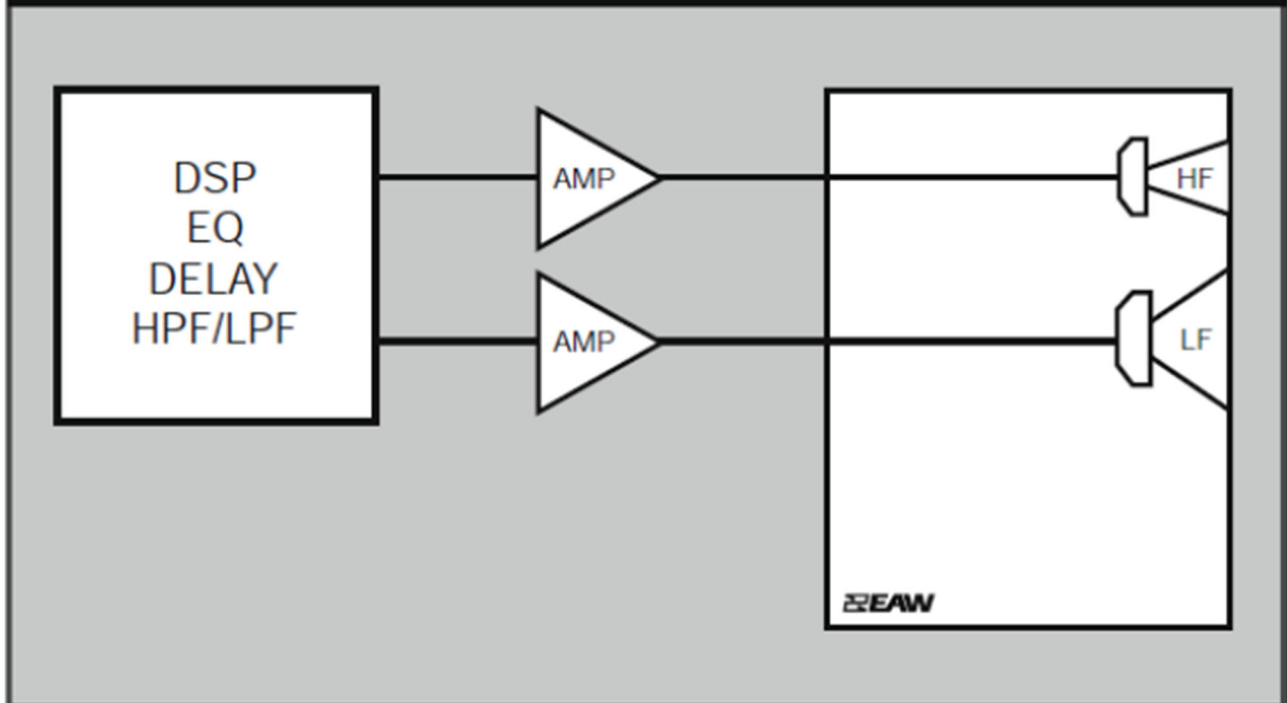 DSP
EQ
DELAY
HPF/LPF
AMP
HF
AMP
LF
EAW